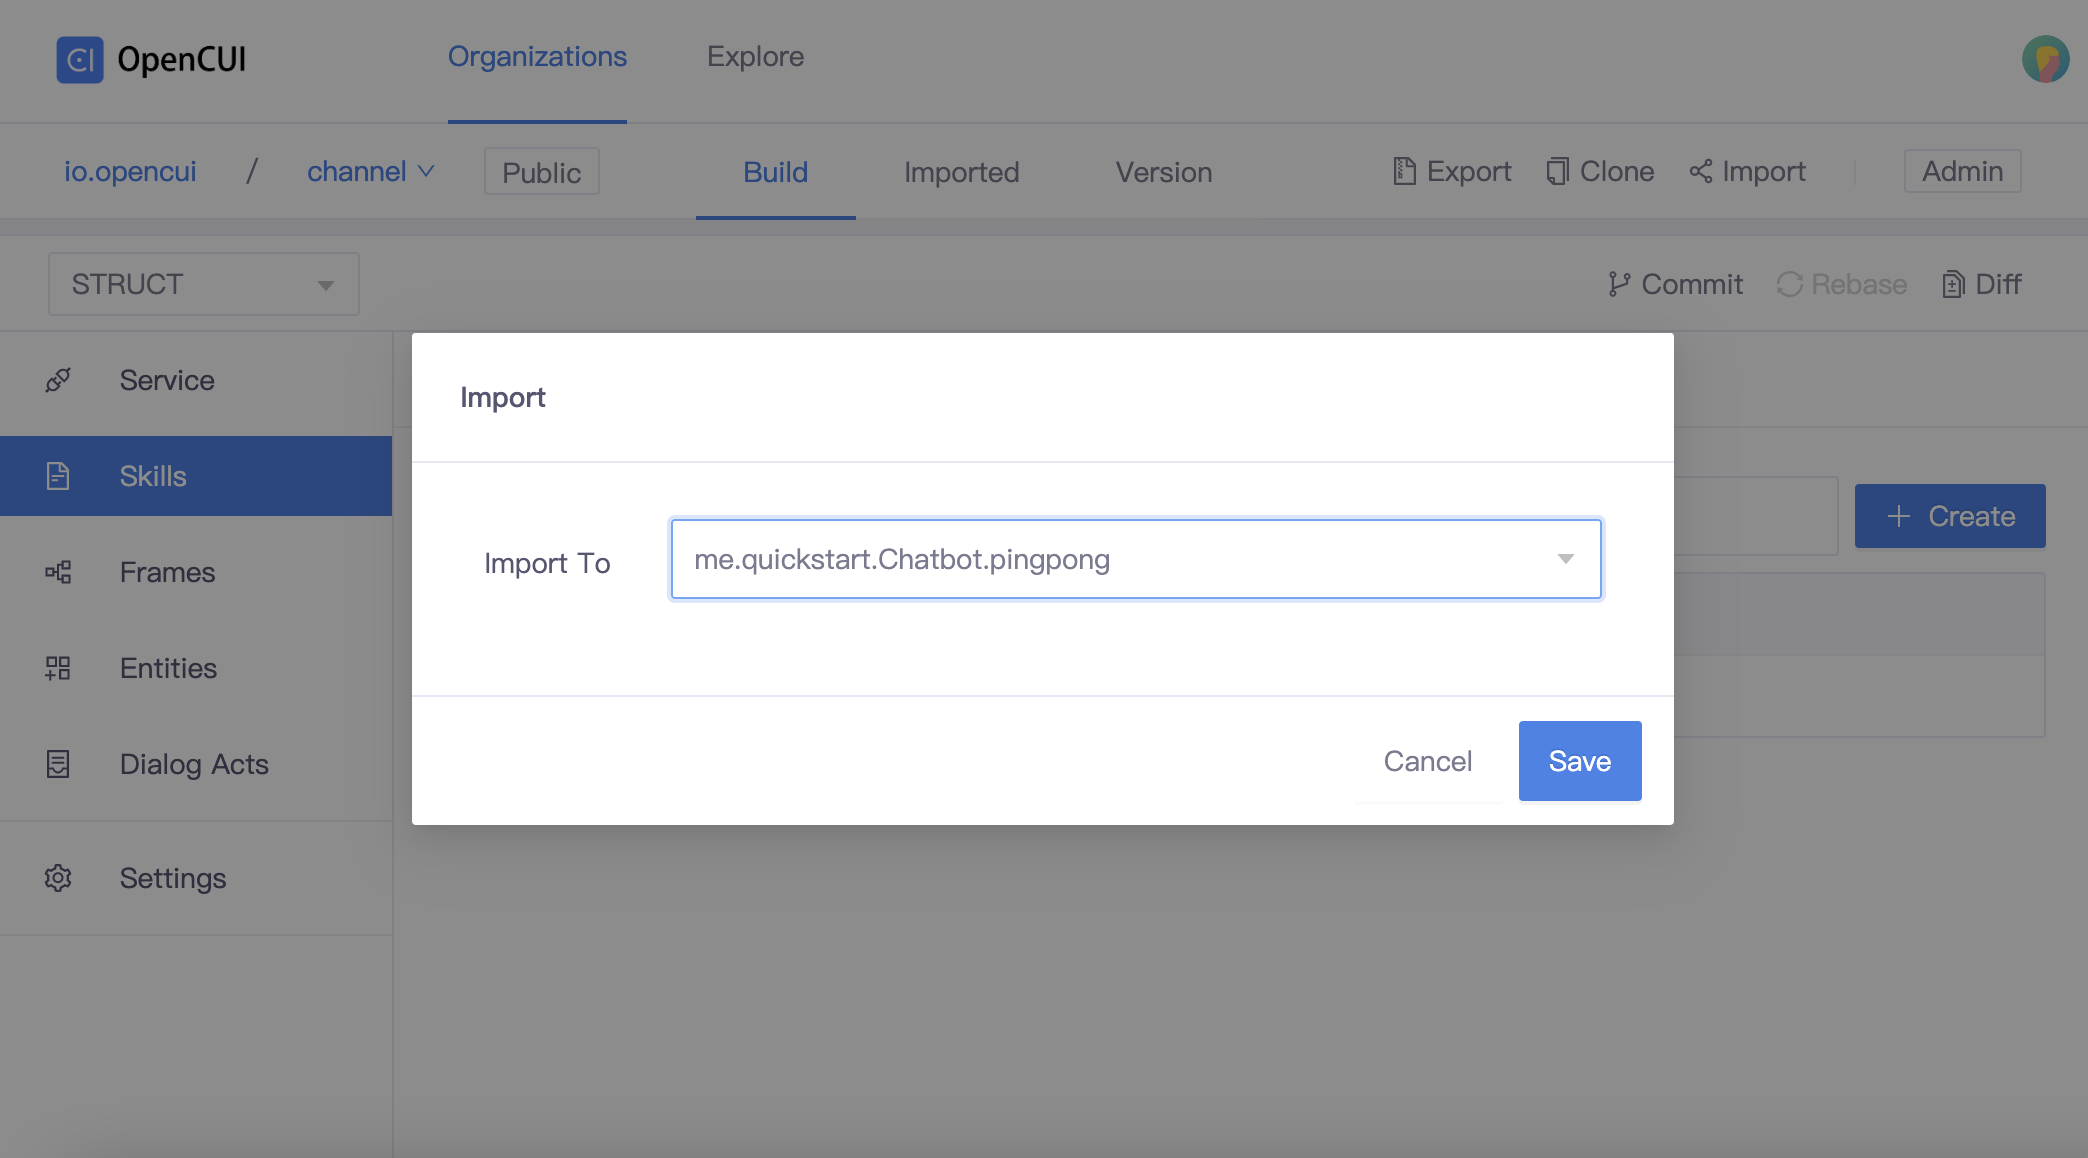 CI OpenCUI Organizations Explore
io.opencui / channel Public Build Imported Version Export Clone Import Admin
STRUCT Commit Rebase Diff
Service
Skills
Frames
Entities
Dialog Acts
Settings
Import
Import To me.quickstart.Chatbot.pingpong
Cancel Save
+ Create